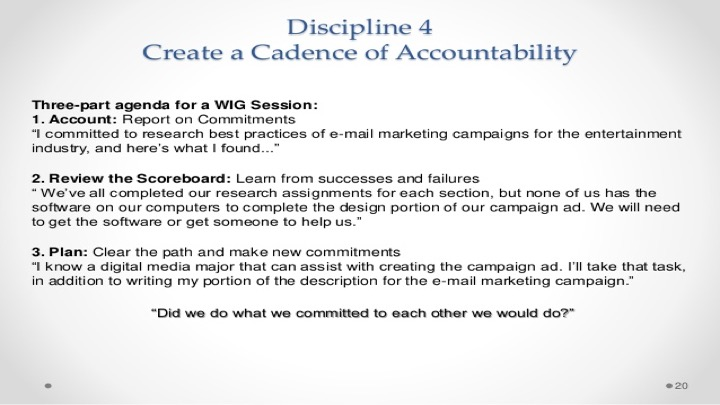 Discipline 4
Create a Cadence of Accountability
Three-part agenda for a WIG Session:
1. Account: Report on Commitments
“I committed to research best practices of e-mail marketing campaigns for the entertainment
industry, and here’s what I found...”
2. Review the Scoreboard: Learn from successes and failures
“ We’ve all completed our research assignments for each section, but none of us has the
software on our computers to complete the design portion of our campaign ad. We will need
to get the software or get someone to help us.”
3. Plan: Clear the path and make new commitments
“I know a digital media major that can assist with creating the campaign ad. I’ll take that task,
in addition to writing my portion of the description for the e-mail marketing campaign.”
“Did we do what we committed to each other we would do?”
20